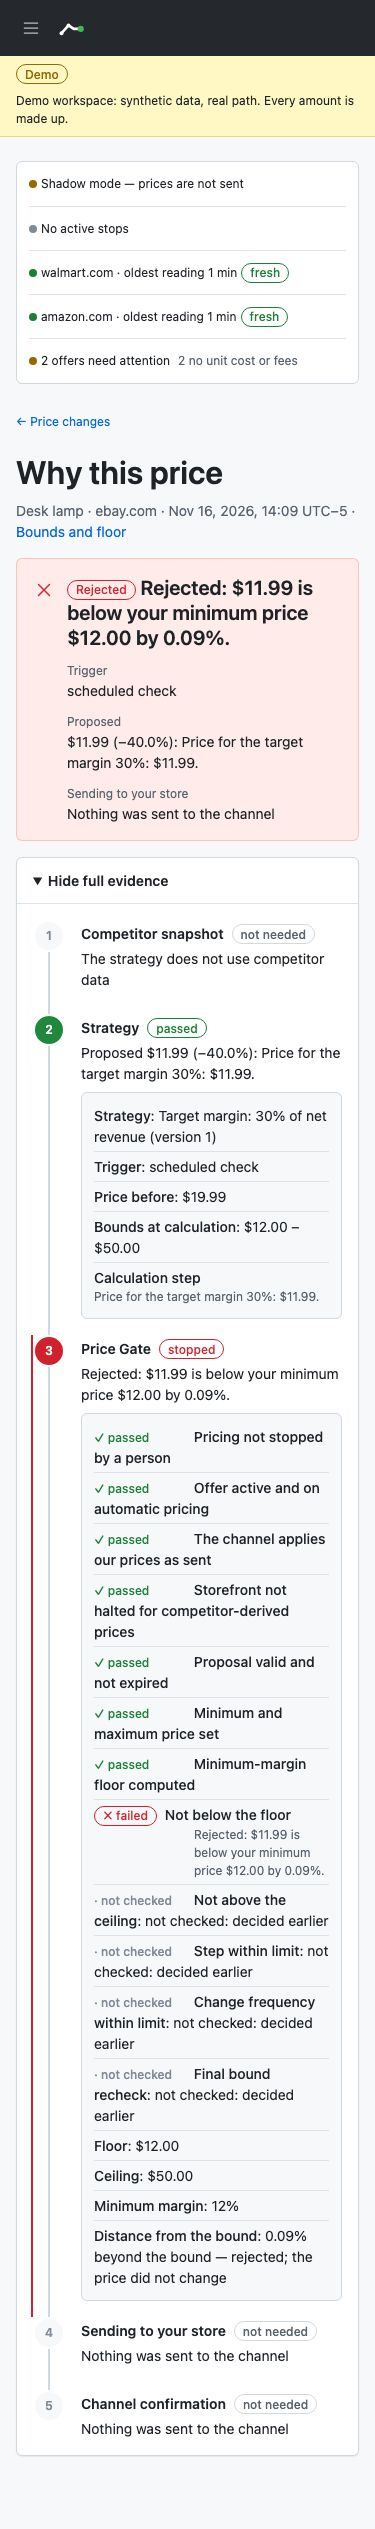 Demo
Demo workspace: synthetic data, real path. Every amount is
made up.
Shadow mode — prices are not sent
No active stops
walmart.com · oldest reading 1 min fresh
amazon.com · oldest reading 1 min fresh
2 offers need attention 2 no unit cost or fees
← Price changes
Why this price
Desk lamp · ebay.com · Nov 16, 2026, 14:09 UTC−5 ·
Bounds and floor
Rejected Rejected: $11.99 is
below your minimum price
$12.00 by 0.09%.
Trigger
scheduled check
Proposed
$11.99 (−40.0%): Price for the target
margin 30%: $11.99.
Sending to your store
Nothing was sent to the channel
▼ Hide full evidence
1 Competitor snapshot not needed
The strategy does not use competitor
data
2 Strategy passed
Proposed $11.99 (−40.0%): Price for the
target margin 30%: $11.99.
Strategy: Target margin: 30% of net
revenue (version 1)
Trigger: scheduled check
Price before: $19.99
Bounds at calculation: $12.00 –
$50.00
Calculation step
Price for the target margin 30%: $11.99.
3 Price Gate stopped
Rejected: $11.99 is below your minimum
price $12.00 by 0.09%.
✓ passed Pricing not stopped
by a person
✓ passed Offer active and on
automatic pricing
✓ passed The channel applies
our prices as sent
✓ passed Storefront not
halted for competitor-derived
prices
✓ passed Proposal valid and
not expired
✓ passed Minimum and
maximum price set
✓ passed Minimum-margin
floor computed
✕ failed Not below the floor
Rejected: $11.99 is
below your minimum
price $12.00 by 0.09%.
· not checked Not above the
ceiling: not checked: decided earlier
· not checked Step within limit: not
checked: decided earlier
· not checked Change frequency
within limit: not checked: decided
earlier
· not checked Final bound
recheck: not checked: decided
earlier
Floor: $12.00
Ceiling: $50.00
Minimum margin: 12%
Distance from the bound: 0.09%
beyond the bound — rejected; the
price did not change
4 Sending to your store not needed
Nothing was sent to the channel
5 Channel confirmation not needed
Nothing was sent to the channel